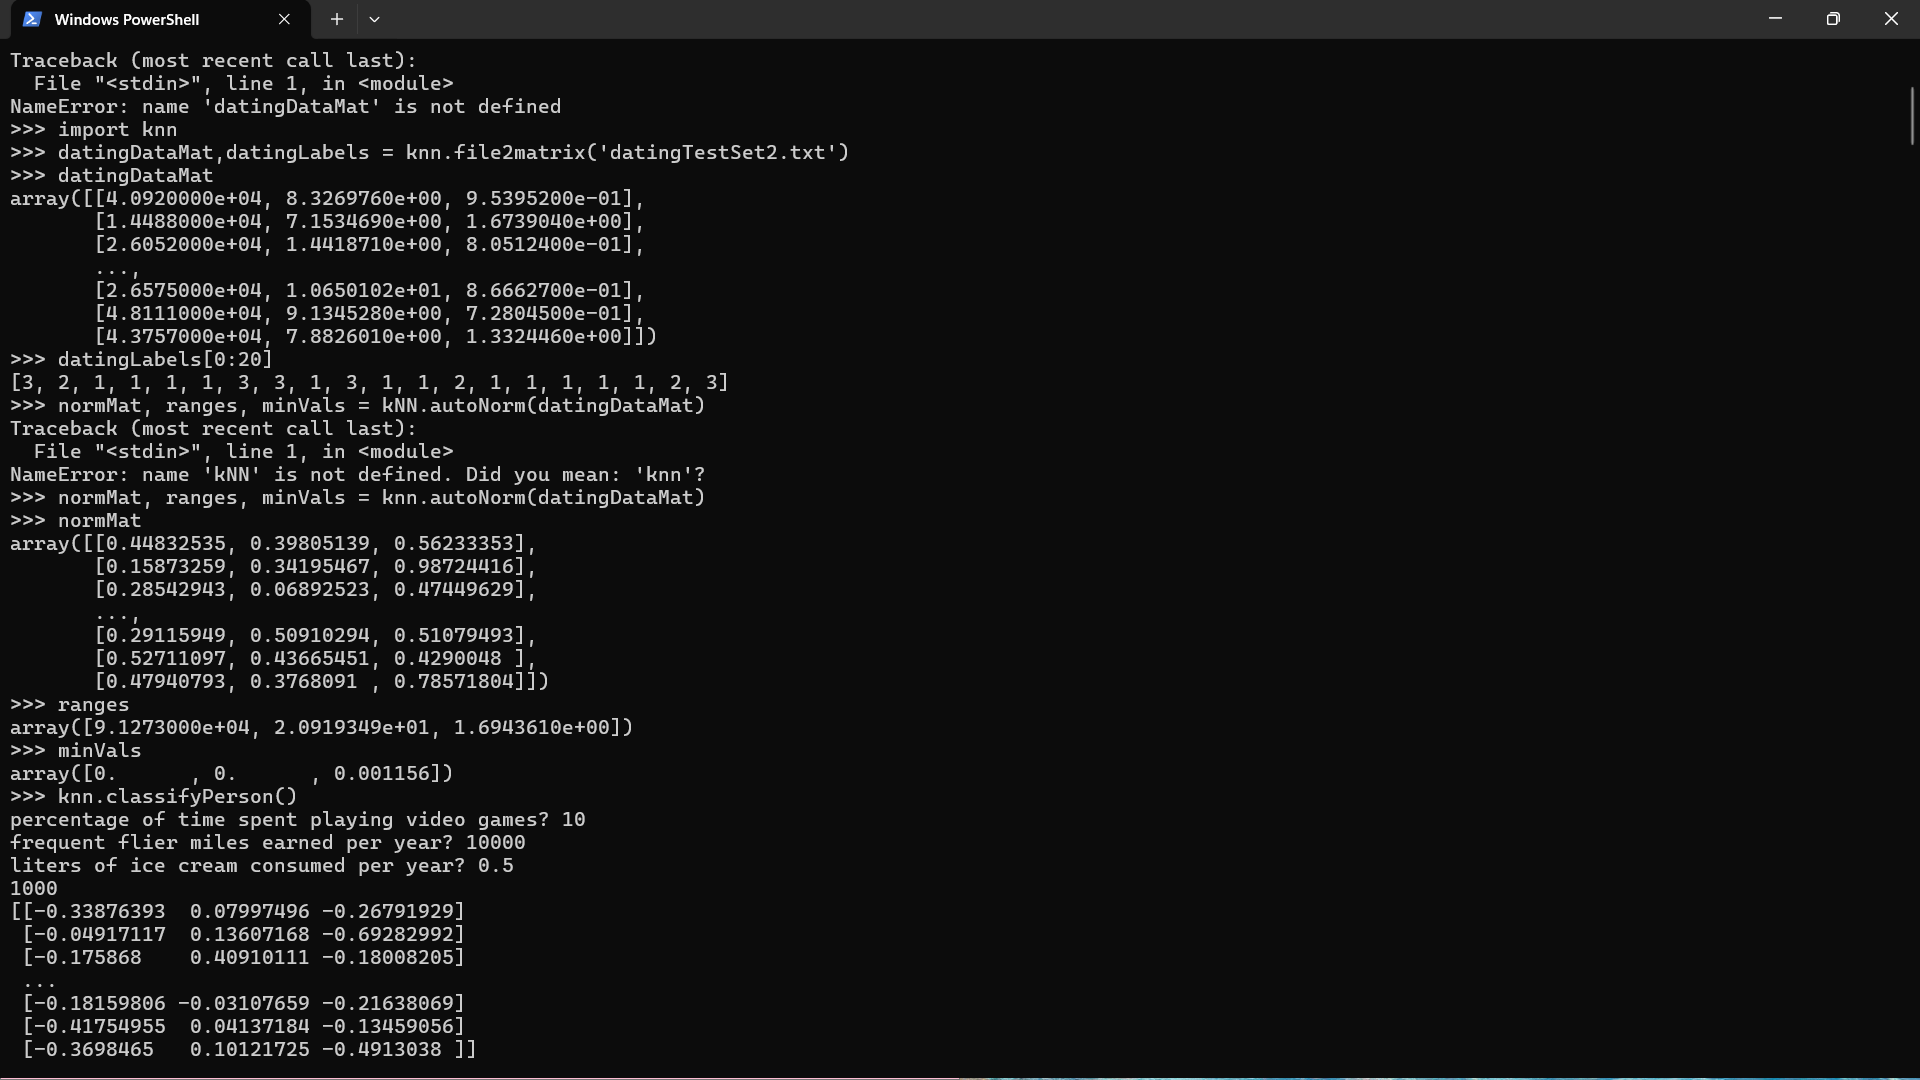 Windows PowerShell
Traceback (most recent call last):
  File "<stdin>", line 1, in <module>
NameError: name 'datingDataMat' is not defined
>>> import knn
>>> datingDataMat,datingLabels = knn.file2matrix('datingTestSet2.txt')
>>> datingDataMat
array([[4.0920000e+04, 8.3269760e+00, 9.5395200e-01],
       [1.4488000e+04, 7.1534690e+00, 1.6739040e+00],
       [2.6052000e+04, 1.4418710e+00, 8.0512400e-01],
       ...,
       [2.6575000e+04, 1.0650102e+01, 8.6662700e-01],
       [4.8111000e+04, 9.1345280e+00, 7.2804500e-01],
       [4.3757000e+04, 7.8826010e+00, 1.3324460e+00]])
>>> datingLabels[0:20]
[3, 2, 1, 1, 1, 1, 3, 3, 1, 3, 1, 1, 2, 1, 1, 1, 1, 1, 2, 3]
>>> normMat, ranges, minVals = kNN.autoNorm(datingDataMat)
Traceback (most recent call last):
  File "<stdin>", line 1, in <module>
NameError: name 'kNN' is not defined. Did you mean: 'knn'?
>>> normMat, ranges, minVals = knn.autoNorm(datingDataMat)
>>> normMat
array([[0.44832535, 0.39805139, 0.56233353],
       [0.15873259, 0.34195467, 0.98724416],
       [0.28542943, 0.06892523, 0.47449629],
       ...,
       [0.29115949, 0.50910294, 0.51079493],
       [0.52711097, 0.43665451, 0.4290048 ],
       [0.47940793, 0.3768091 , 0.78571804]])
>>> ranges
array([9.1273000e+04, 2.0919349e+01, 1.6943610e+00])
>>> minVals
array([0.      , 0.      , 0.001156])
>>> knn.classifyPerson()
percentage of time spent playing video games? 10
frequent flier miles earned per year? 10000
liters of ice cream consumed per year? 0.5
1000
[[-0.33876393  0.07997496 -0.26791929]
 [-0.04917117  0.13607168 -0.69282992]
 [-0.175868    0.40910111 -0.18008205]
 ...
 [-0.18159806 -0.03107659 -0.21638069]
 [-0.41754955  0.04137184 -0.13459056]
 [-0.3698465   0.10121725 -0.4913038 ]]